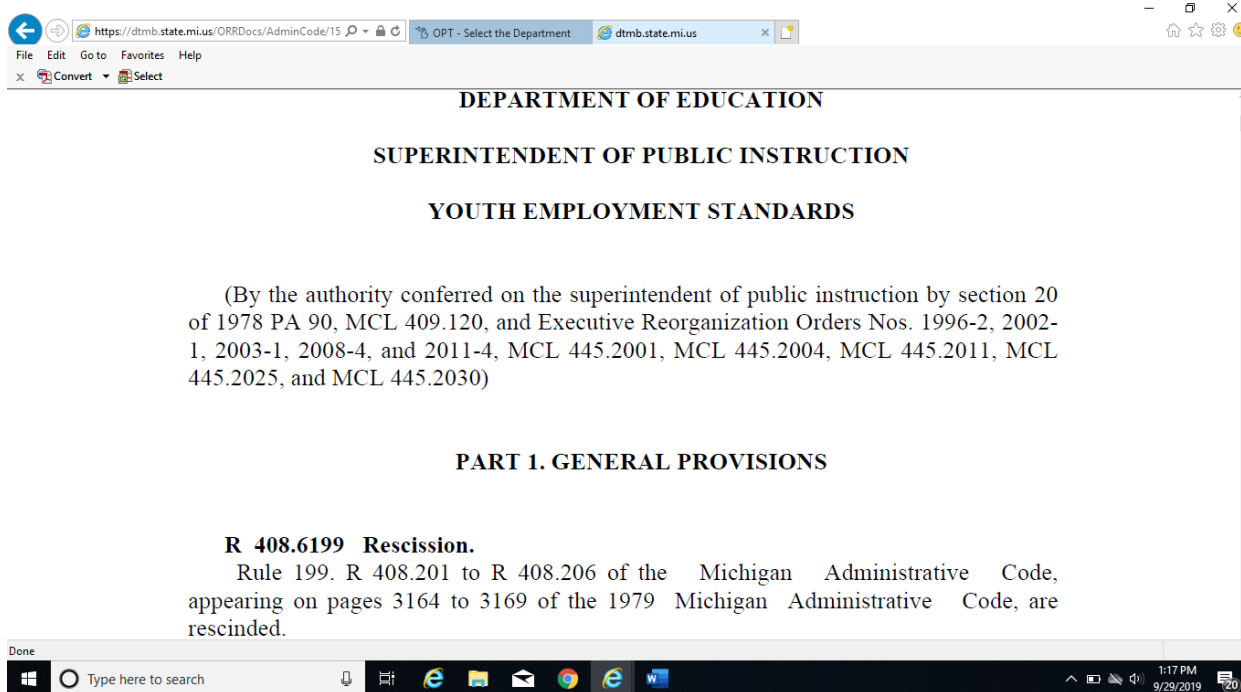 https://dtmb.state.mi.us/ORRDocs/AdminCode/15
OPT - Select the Department
dtmb.state.mi.us
File Edit Go to Favorites Help
x Convert Select
DEPARTMENT OF EDUCATION
SUPERINTENDENT OF PUBLIC INSTRUCTION
YOUTH EMPLOYMENT STANDARDS
(By the authority conferred on the superintendent of public instruction by section 20
of 1978 PA 90, MCL 409.120, and Executive Reorganization Orders Nos. 1996-2, 2002-
1, 2003-1, 2008-4, and 2011-4, MCL 445.2001, MCL 445.2004, MCL 445.2011, MCL
445.2025, and MCL 445.2030)
PART 1. GENERAL PROVISIONS
R 408.6199 Rescission.
Rule 199. R 408.201 to R 408.206 of the Michigan Administrative Code,
appearing on pages 3164 to 3169 of the 1979 Michigan Administrative Code, are
rescinded.
Done
Type here to search
1:17 PM
9/29/2019
20